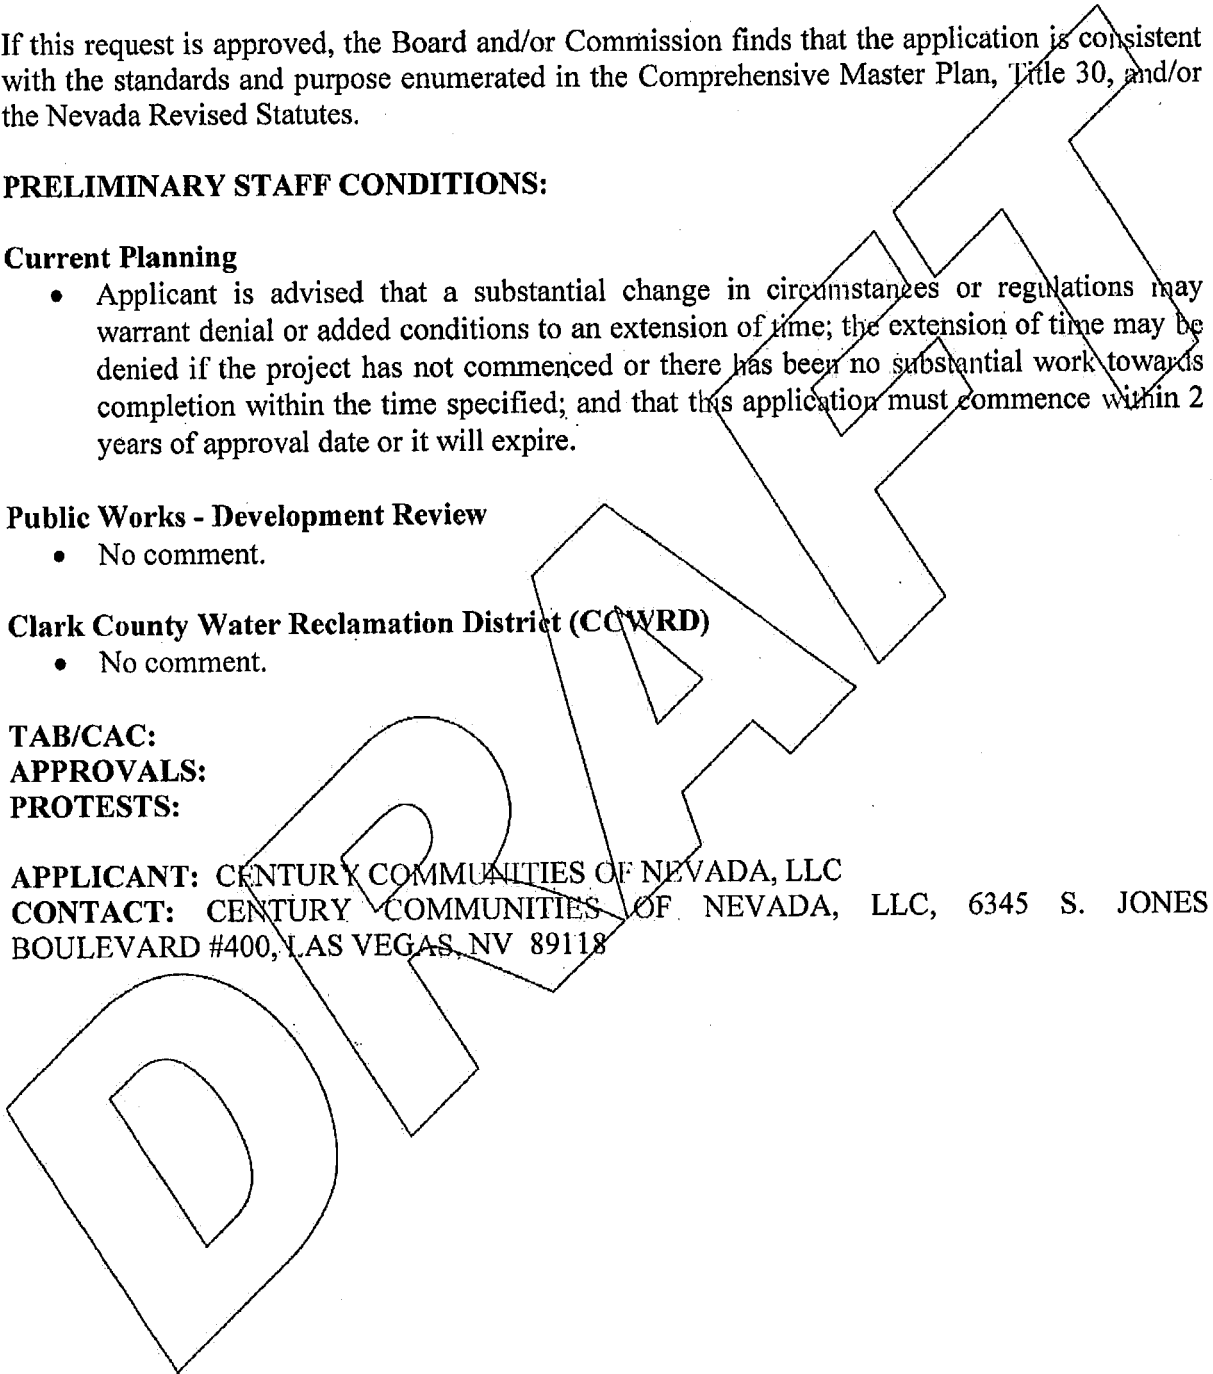 If this request is approved, the Board and/or Commission finds that the application is consistent
with the standards and purpose enumerated in the Comprehensive Master Plan, Title 30, and/or
the Nevada Revised Statutes.
PRELIMINARY STAFF CONDITIONS:
Current Planning
• Applicant is advised that a substantial change in circumstances or regulations may
warrant denial or added conditions to an extension of time; the extension of time may be
denied if the project has not commenced or there has been no substantial work towards
completion within the time specified; and that this application must commence within 2
years of approval date or it will expire.
Public Works - Development Review
• No comment.
Clark County Water Reclamation District (CCWRD)
• No comment.
TAB/CAC:
APPROVALS:
PROTESTS:
APPLICANT: CENTURY COMMUNITIES OF NEVADA, LLC
CONTACT: CENTURY COMMUNITIES OF NEVADA, LLC, 6345 S. JONES
BOULEVARD #400, LAS VEGAS, NV 89118
DRAFT